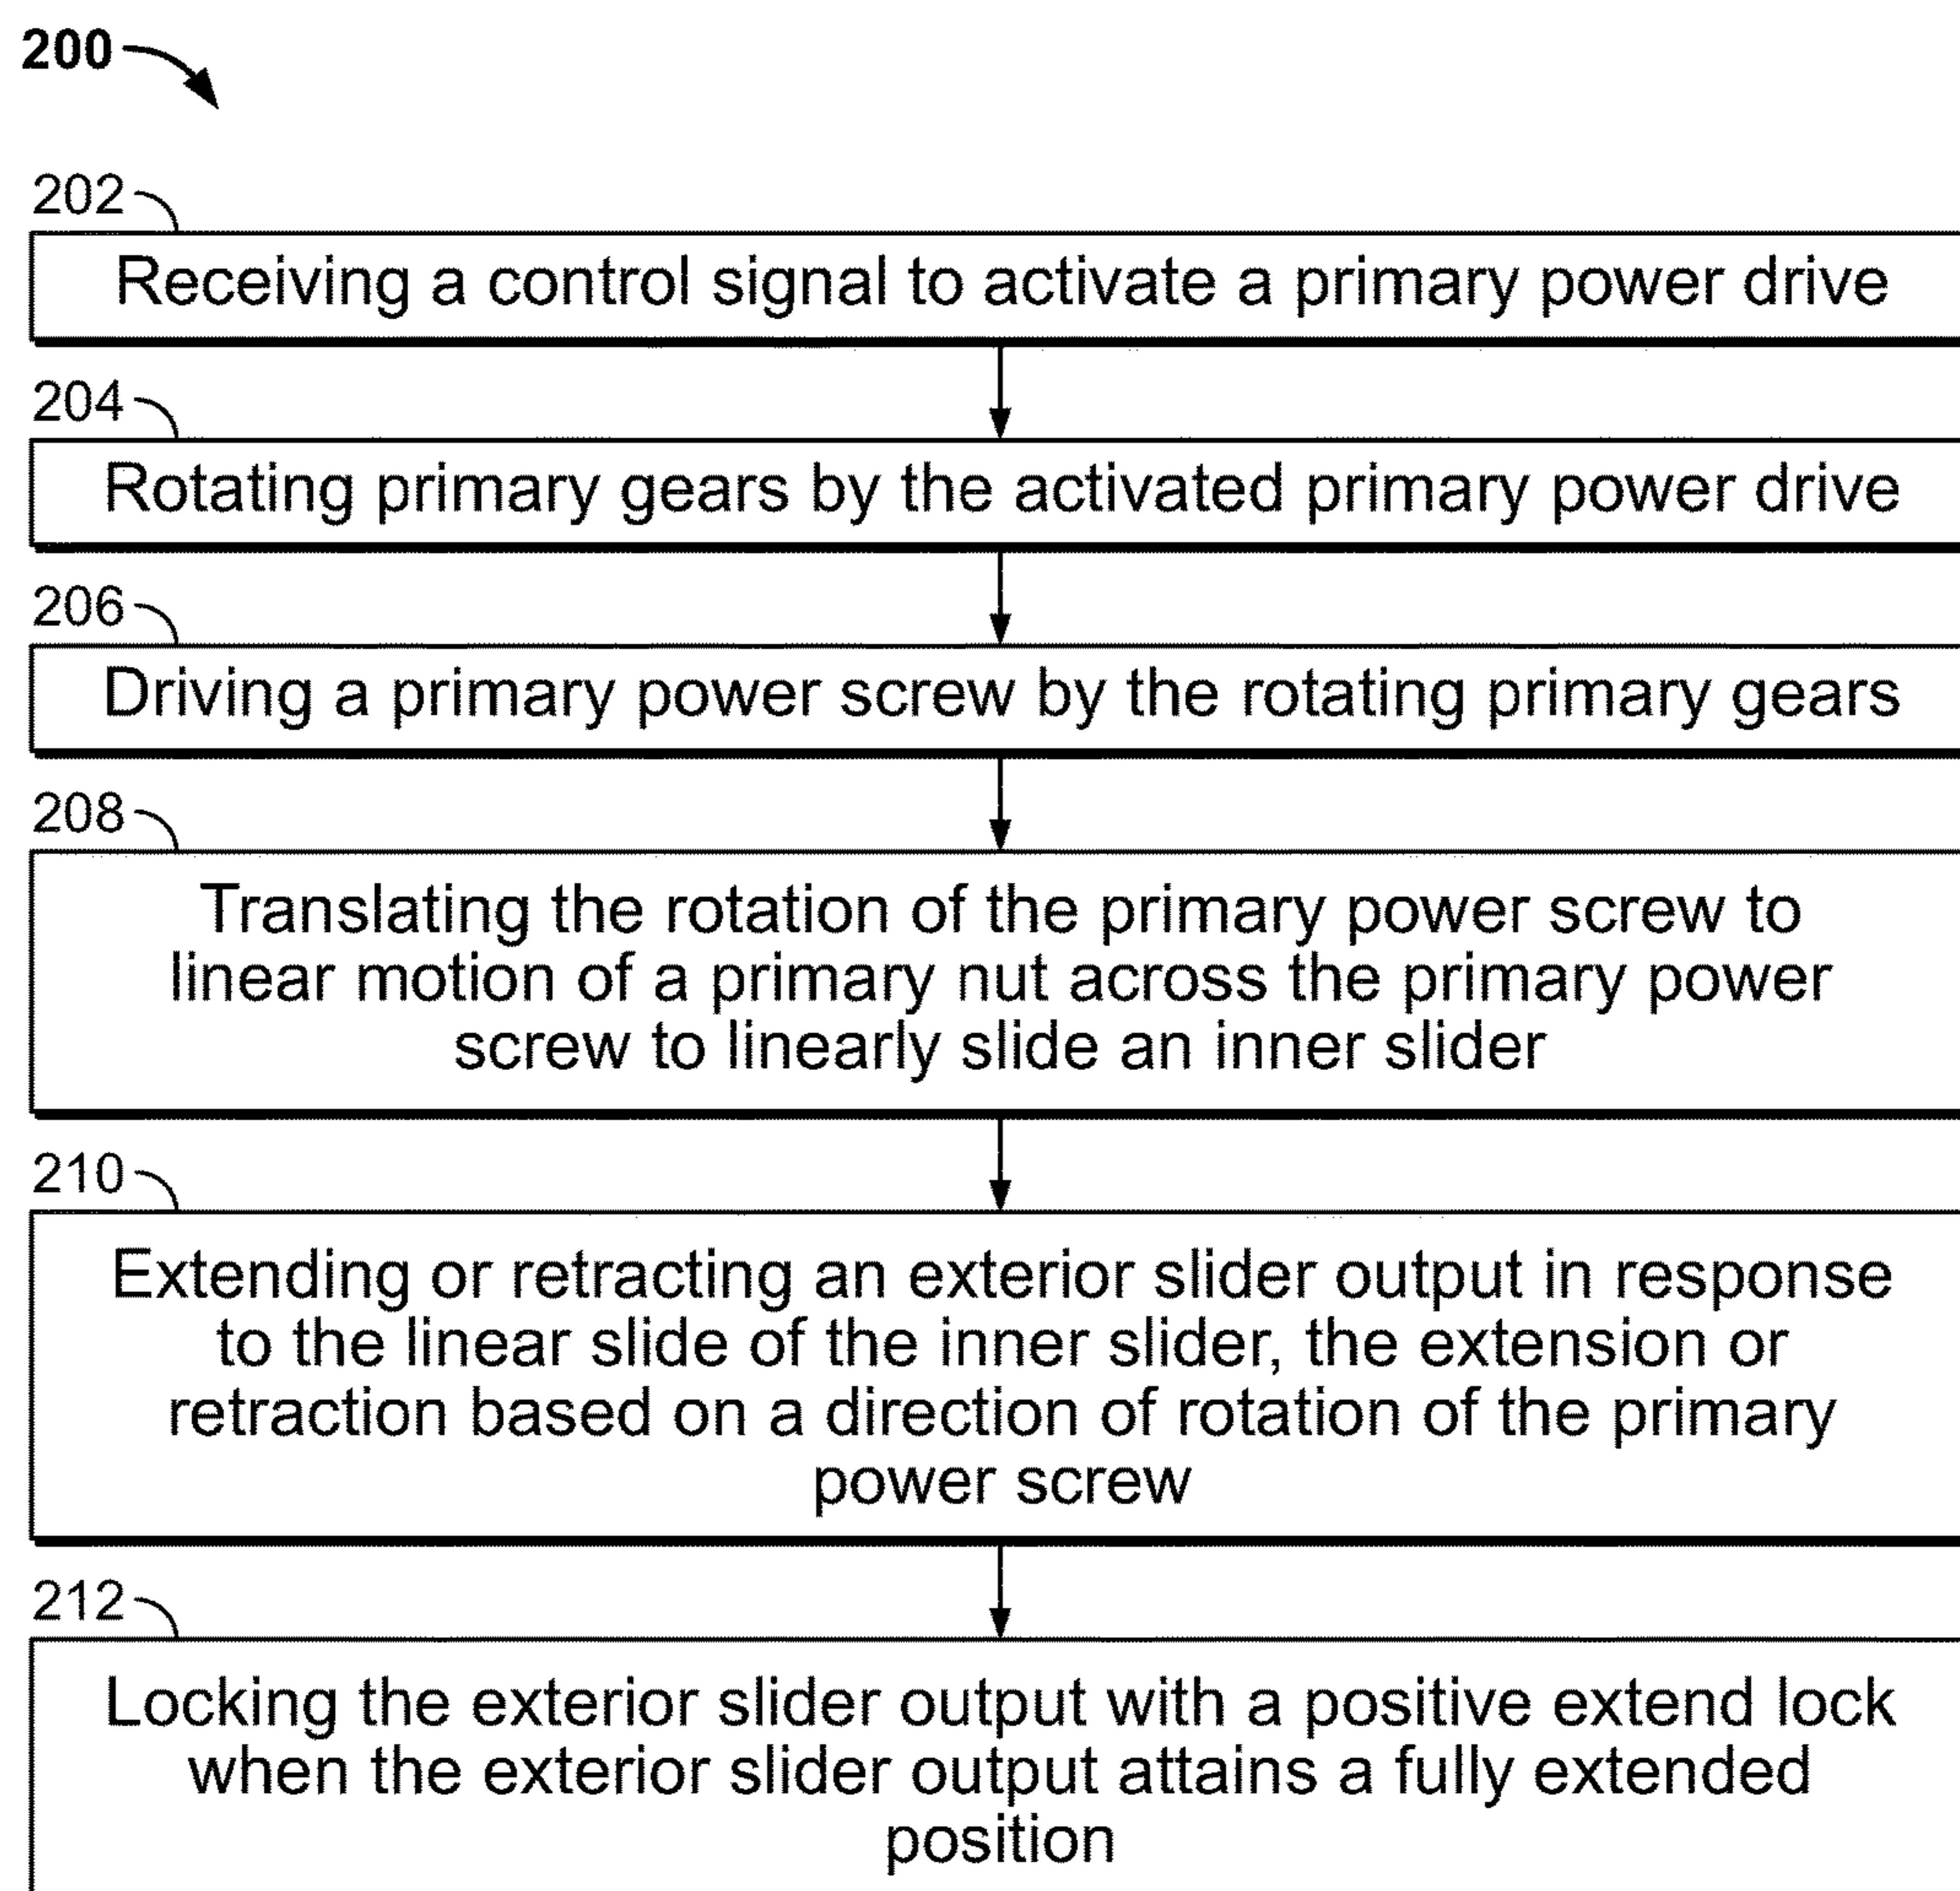 200
202
Receiving a control signal to activate a primary power drive
204
Rotating primary gears by the activated primary power drive
206
Driving a primary power screw by the rotating primary gears
208
Translating the rotation of the primary power screw to
linear motion of a primary nut across the primary power
screw to linearly slide an inner slider
210
Extending or retracting an exterior slider output in response
to the linear slide of the inner slider, the extension or
retraction based on a direction of rotation of the primary
power screw
212
Locking the exterior slider output with a positive extend lock
when the exterior slider output attains a fully extended
position